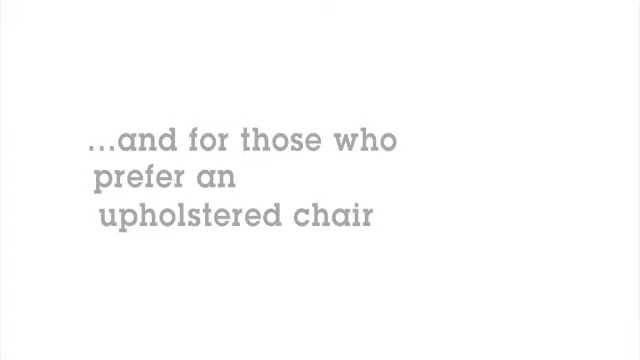 ...and for those who
prefer an
upholstered chair